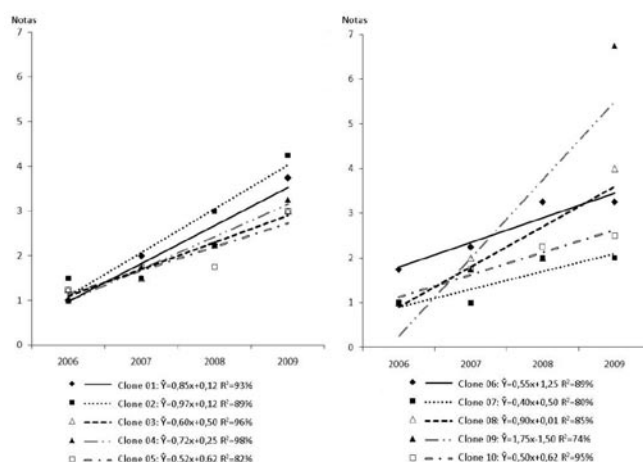 Notas
7
6
5
4
3
2
1
0
2006 2007 2008 2009
Clone 01: Ŷ=0,85x+0,12 R²=93%
Clone 02: Ŷ=0,97x+0,12 R²=89%
Clone 03: Ŷ=0,60x+0,50 R²=96%
Clone 04: Ŷ=0,72x+0,25 R²=98%
Clone 05: Ŷ=0,52x+0,62 R²=82%
Notas
7
6
5
4
3
2
1
0
2006 2007 2008 2009
Clone 06: Ŷ=0,55x+1,25 R²=89%
Clone 07: Ŷ=0,40x+0,50 R²=80%
Clone 08: Ŷ=0,90x+0,01 R²=85%
Clone 09: Ŷ=1,75x-1,50 R²=74%
Clone 10: Ŷ=0,50x+0,62 R²=95%